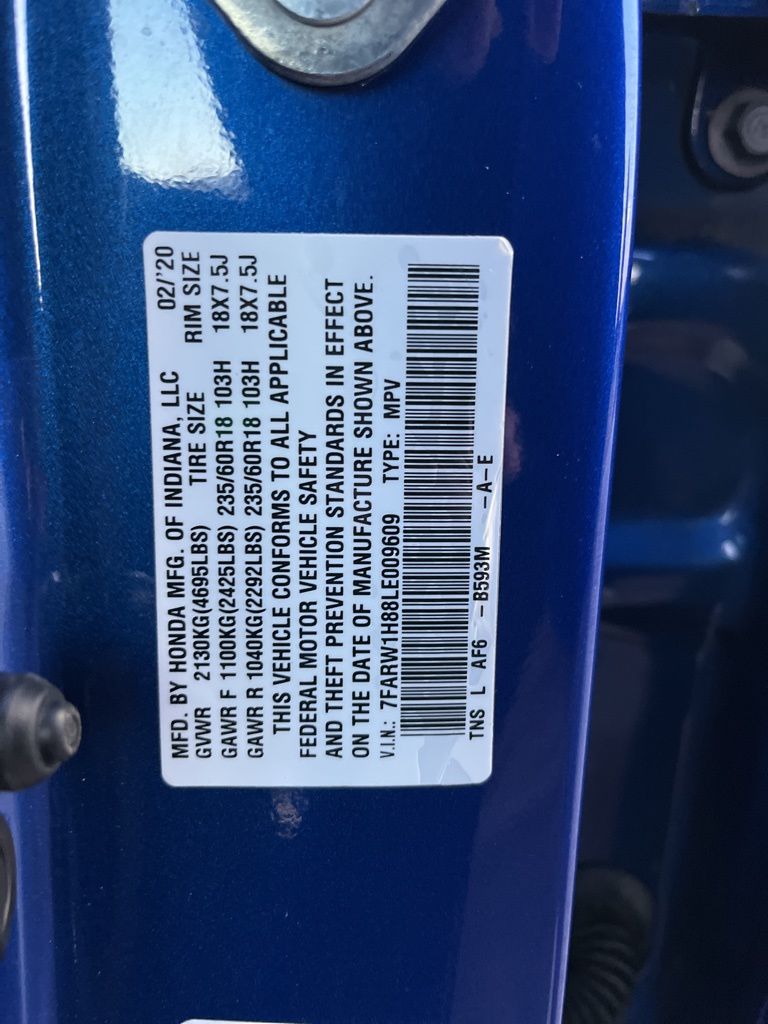 MFD. BY HONDA MFG. OF INDIANA, LLC 02/'20
GVWR 2130KG(4695LBS) TIRE SIZE RIM SIZE
GAWR F 1100KG(2425LBS) 235/60R18 103H 18X7.5J
GAWR R 1040KG(2292LBS) 235/60R18 103H 18X7.5J
THIS VEHICLE CONFORMS TO ALL APPLICABLE
FEDERAL MOTOR VEHICLE SAFETY
AND THEFT PREVENTION STANDARDS IN EFFECT
ON THE DATE OF MANUFACTURE SHOWN ABOVE.
V.I.N.: 7FARW1H88LE009609 TYPE: MPV
TNS L AF6 -B593M -A-E